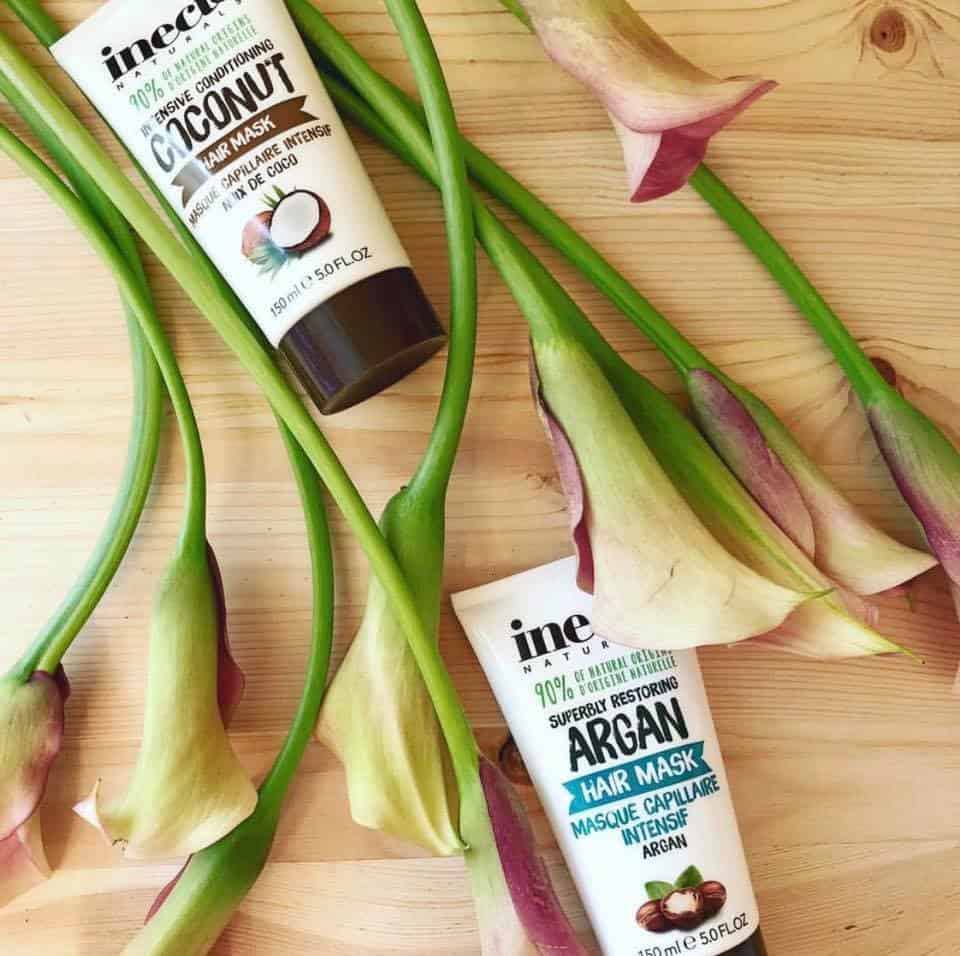 inecto
NATURALS
90% OF NATURAL ORIGINS
D'ORIGINE NATURELLE
INTENSIVE CONDITIONING
COCONUT
HAIR MASK
MASQUE CAPILLAIRE INTENSIF
NOIX DE COCO
150 ml e 5.0 FL.OZ
90% OF NATURAL ORIGINS
D'ORIGINE NATURELLE
SUPERBLY RESTORING
ARGAN
HAIR MASK
MASQUE CAPILLAIRE
INTENSIF
ARGAN
150 ml e 5.0 FL.OZ